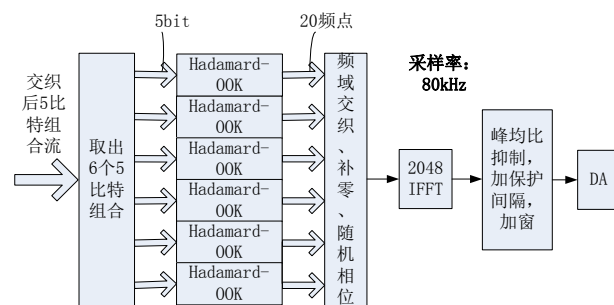 5bit
20频点
交织
后5比
特组
合流
取出
6个5
比特
组合
Hadamard-
OOK
Hadamard-
OOK
Hadamard-
OOK
Hadamard-
OOK
Hadamard-
OOK
Hadamard-
OOK
频
域
交
织
、
补
零
、
随
机
相
位
采样率：
80kHz
2048
IFFT
峰均比
抑制，
加保护
间隔，
加窗
DA